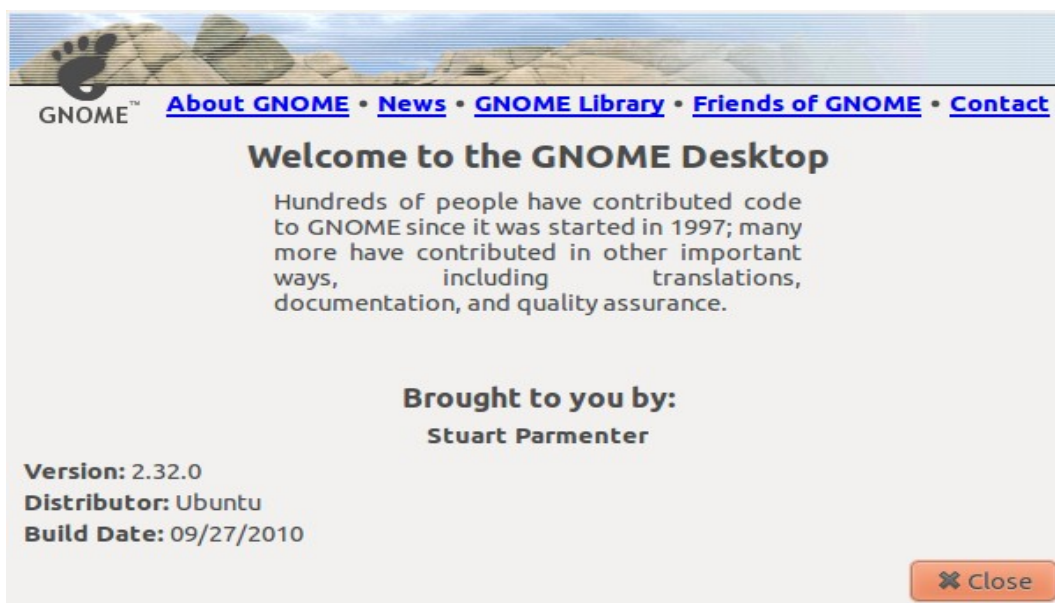 GNOME™
About GNOME • News • GNOME Library • Friends of GNOME • Contact
Welcome to the GNOME Desktop
Hundreds of people have contributed code
to GNOME since it was started in 1997; many
more have contributed in other important
ways, including translations,
documentation, and quality assurance.
Brought to you by:
Stuart Parmenter
Version: 2.32.0
Distributor: Ubuntu
Build Date: 09/27/2010
Close